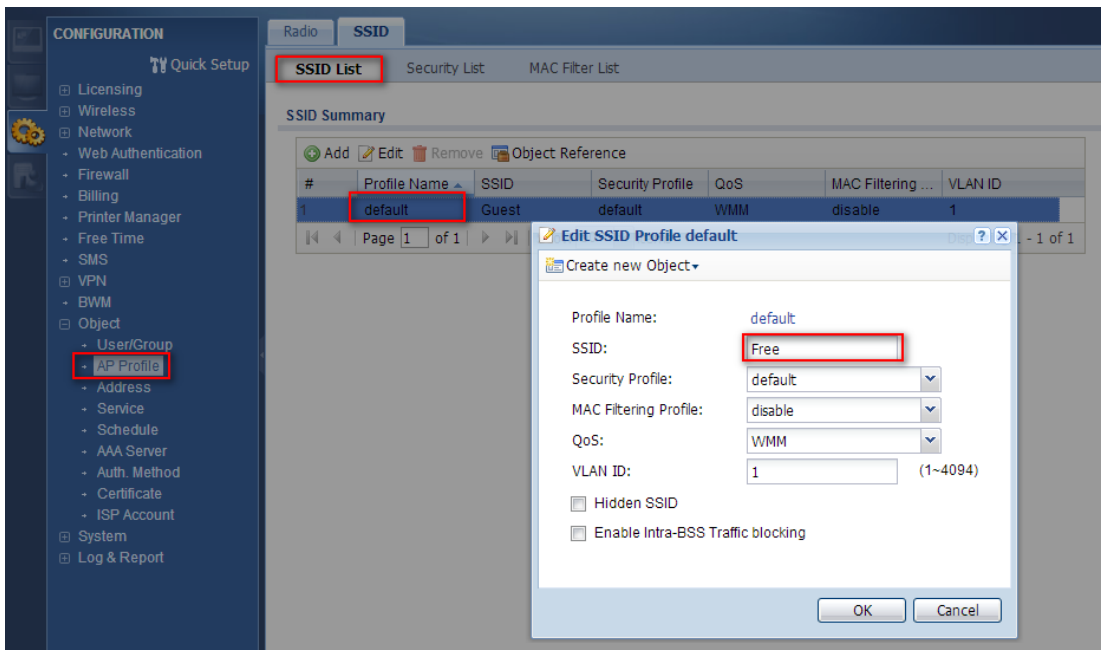 CONFIGURATION
Quick Setup
Licensing
Wireless
Network
Web Authentication
Firewall
Billing
Printer Manager
Free Time
SMS
VPN
BWM
Object
User/Group
AP Profile
Address
Service
Schedule
AAA Server
Auth. Method
Certificate
ISP Account
System
Log & Report
Radio SSID
SSID List Security List MAC Filter List
SSID Summary
Add Edit Remove Object Reference
# Profile Name SSID Security Profile QoS MAC Filtering ... VLAN ID
1 default Guest default WMM disable 1
Page 1 of 1 - 1 of 1
Edit SSID Profile default
Create new Object
Profile Name: default
SSID: Free
Security Profile: default
MAC Filtering Profile: disable
QoS: WMM
VLAN ID: 1 (1~4094)
Hidden SSID
Enable Intra-BSS Traffic blocking
OK Cancel